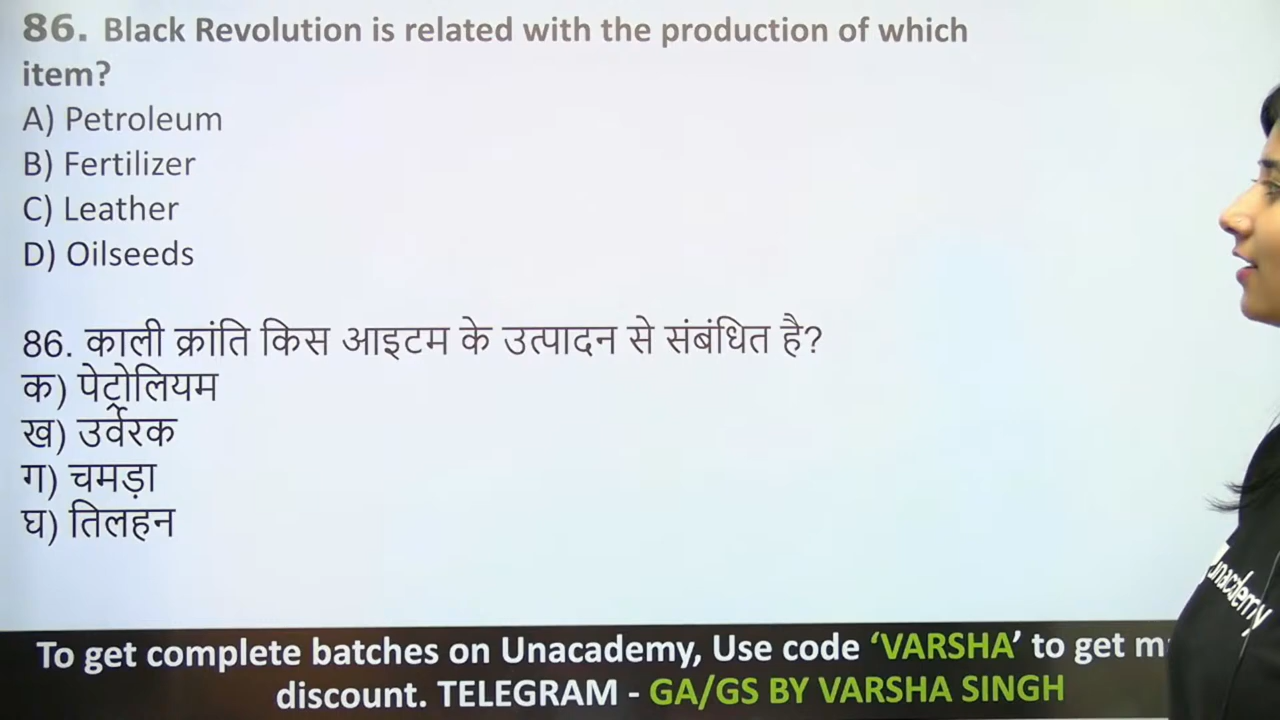 86. Black Revolution is related with the production of which
item?
A) Petroleum
B) Fertilizer
C) Leather
D) Oilseeds
86. काली क्रांति किस आइटम के उत्पादन से संबंधित है?
क) पेट्रोलियम
ख) उर्वरक
ग) चमड़ा
घ) तिलहन
unacademy
To get complete batches on Unacademy, Use code ‘VARSHA’ to get
discount. TELEGRAM - GA/GS BY VARSHA SINGH